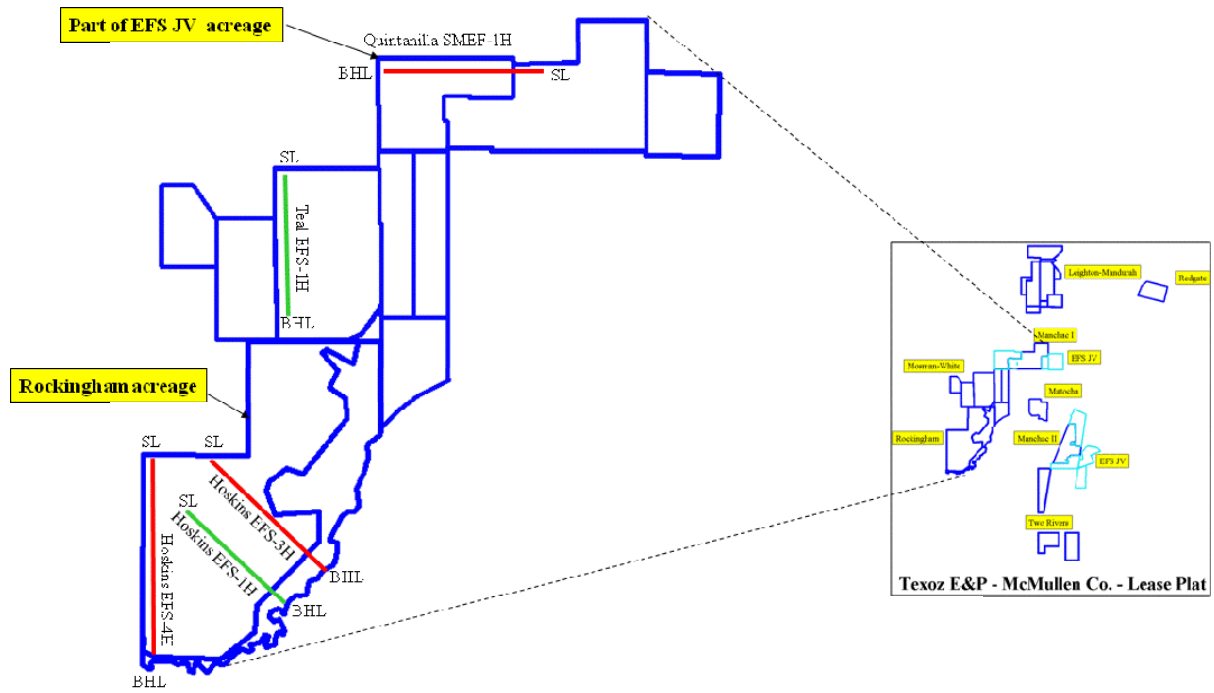 Part of EFS JV acreage
Quintanilla SMEF-1H
BHL
SL
SL
Teal EFS-1H
BHL
Rockingham acreage
SL
SL
SL
Hoskins EFS-3H
Hoskins EFS-1H
Hoskins EFS-4H
BHL
BHL
BHL
Leighton-Mandurah
Redgate
Manchac I
EFS JV
Mosman-White
Matocha
Rockingham
Manchac II
EFS JV
Two Rivers
Texoz E&P - McMullen Co. - Lease Plat